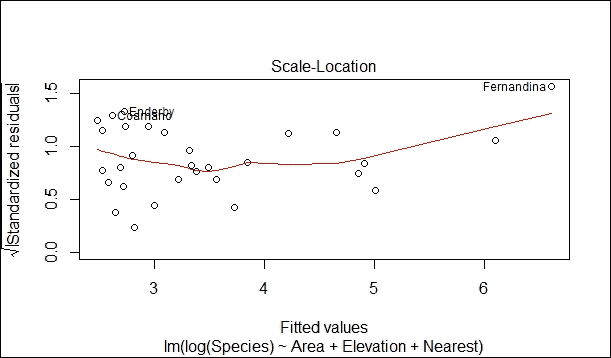 Scale-Location
√|Standardized residuals|
1.5
1.0
0.5
0.0
Fernandina
Enderby
Coamano
3 4 5 6
Fitted values
lm(log(Species) ~ Area + Elevation + Nearest)